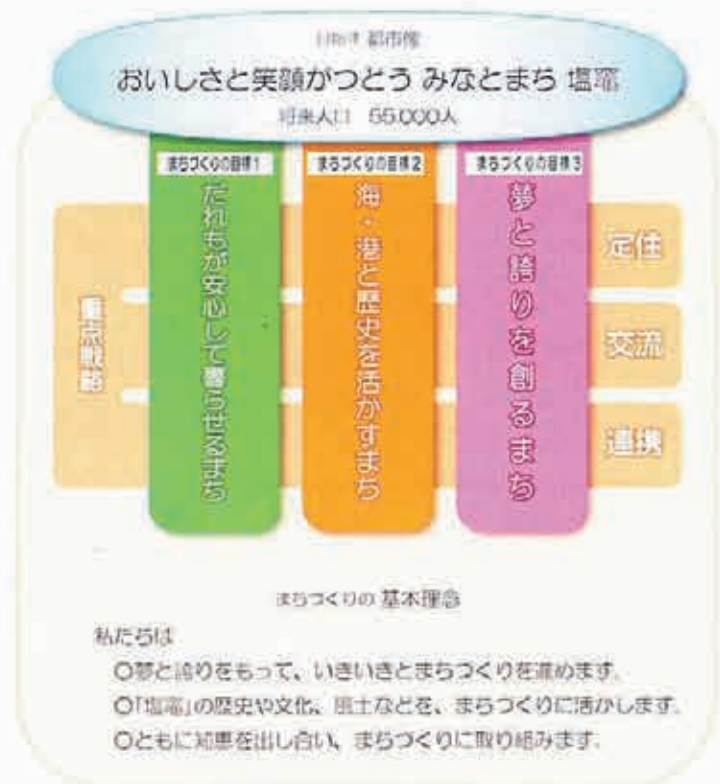 目指す 都市像
おいしさと笑顔がつどう みなとまち 塩竈
将来人口 55,000人
まちづくりの目標1
まちづくりの目標2
まちづくりの目標3
だれもが安心して暮らせるまち
海・港と歴史を活かすまち
夢と誇りを創るまち
重点戦略
定住
交流
連携
まちづくりの 基本理念
私たちは
○夢と誇りをもって、いきいきとまちづくりを進めます。
○「塩竈」の歴史や文化、風土などを、まちづくりに活かします。
○ともに知恵を出し合い、まちづくりに取り組みます。